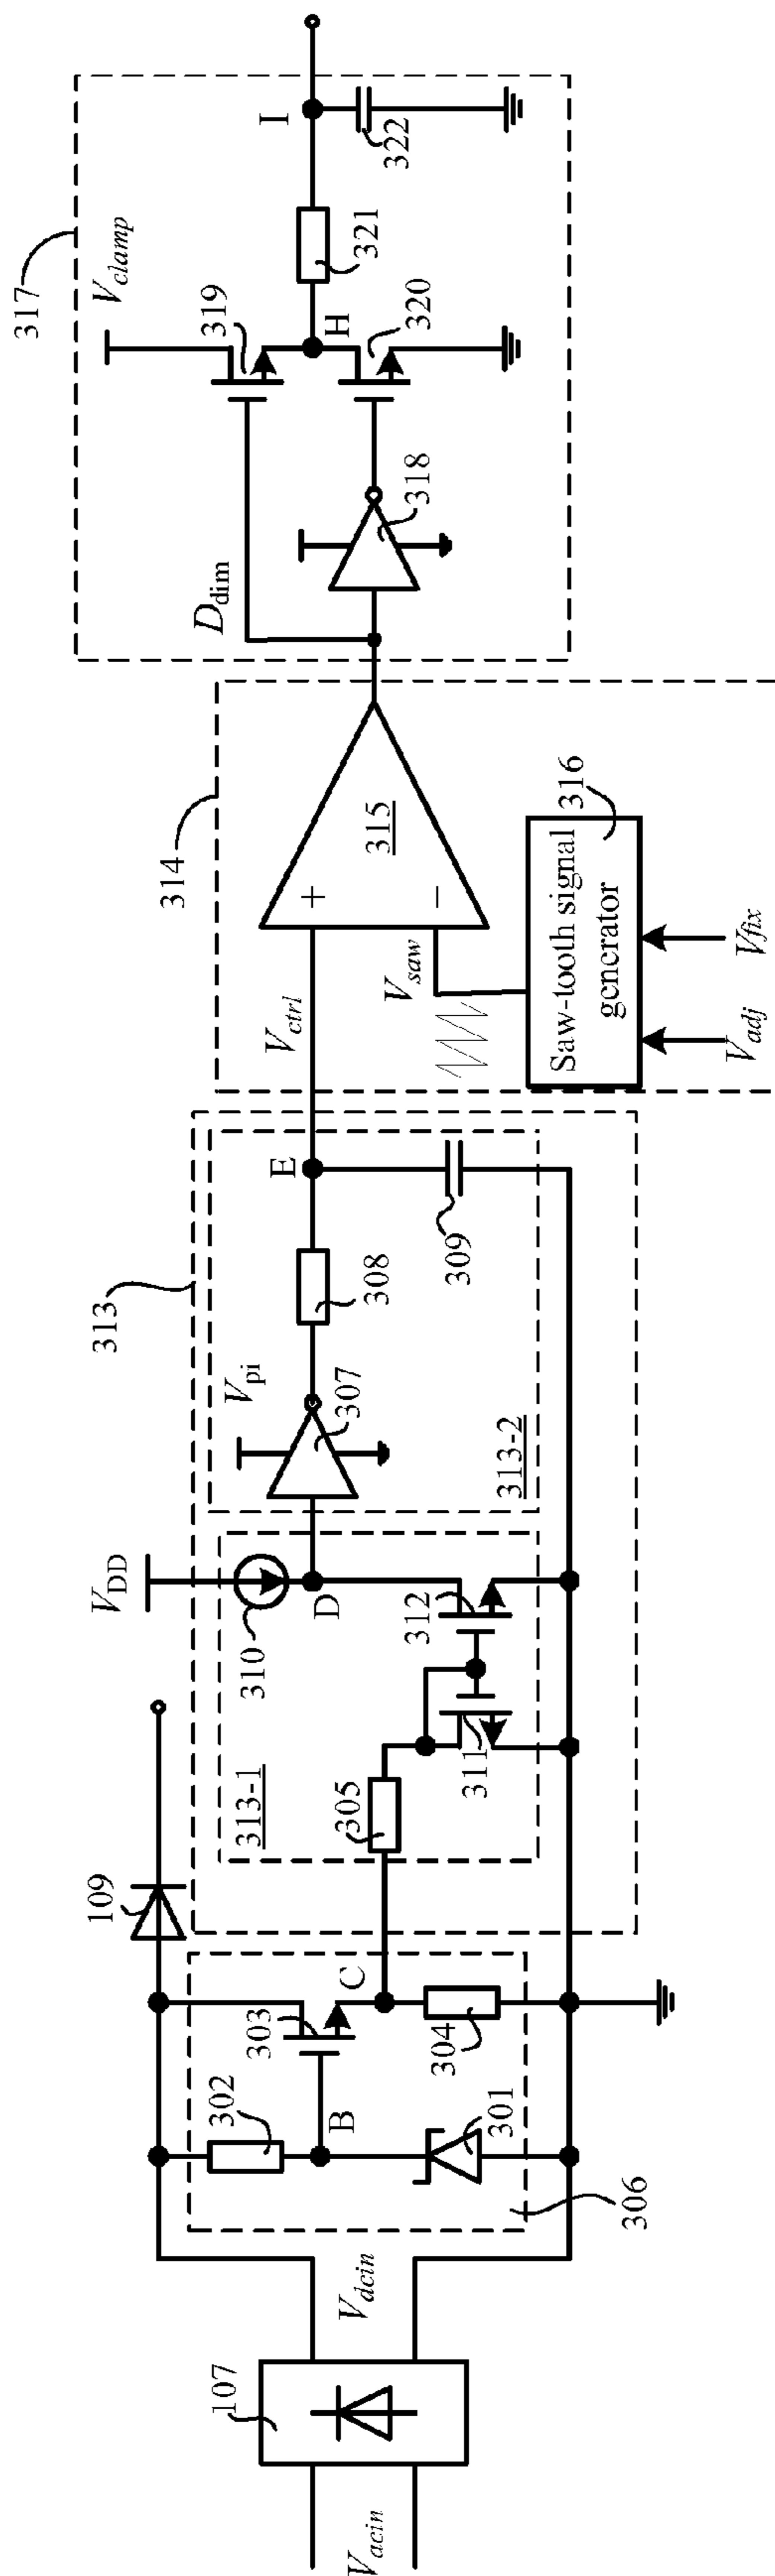 V_acin
107
V_dcin
306
302
B
301
303
C
304
109
313-1
305
311
312
V_DD
310
D
313
V_pi
307
313-2
308
E
309
V_ctrl
314
+
−
315
V_saw
Saw-tooth signal
generator
316
V_adj
V_fix
317
D_dim
318
V_clamp
319
H
320
321
I
322